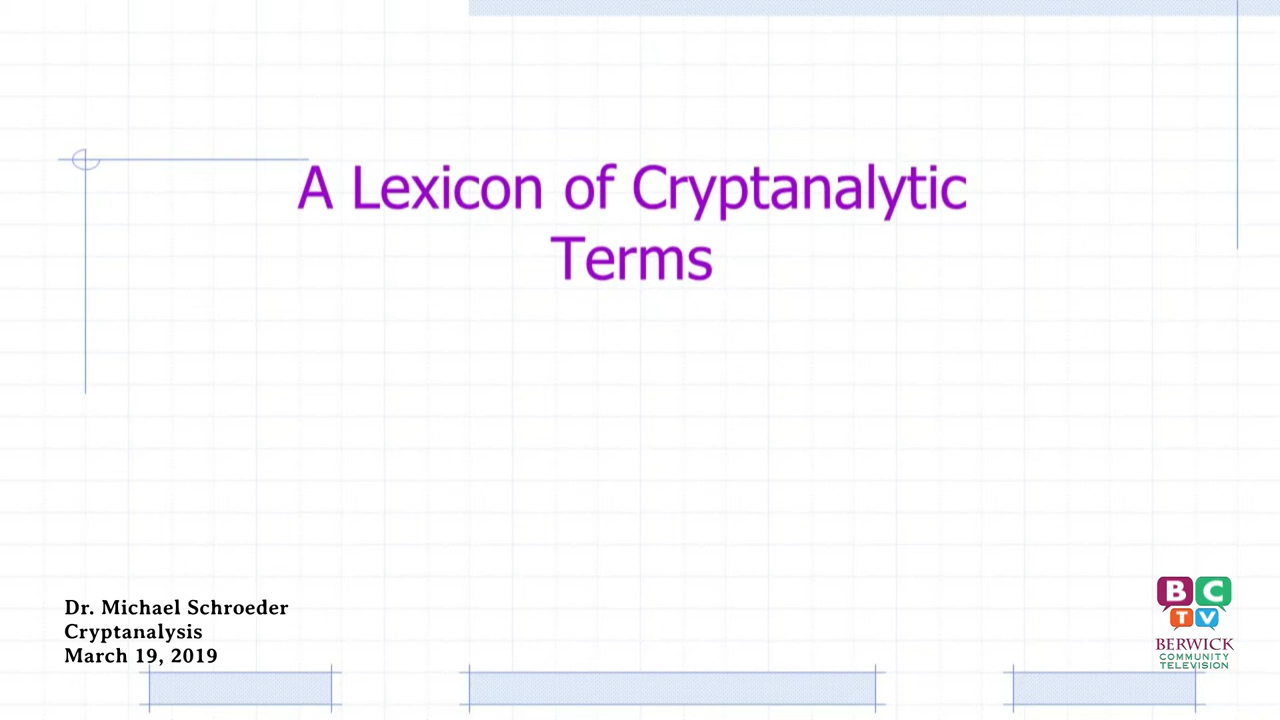 A Lexicon of Cryptanalytic
Terms
Dr. Michael Schroeder
Cryptanalysis
March 19, 2019
B C
T V
BERWICK
COMMUNITY
TELEVISION